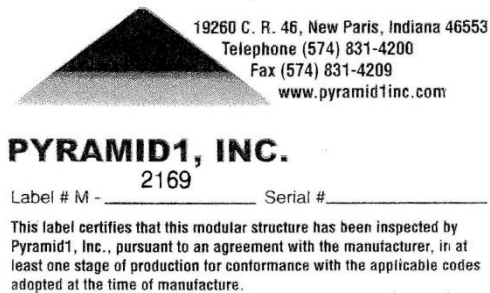 19260 C. R. 46, New Paris, Indiana 46553
Telephone (574) 831-4200
Fax (574) 831-4209
www.pyramid1inc.com
PYRAMID1, INC.
Label # M - 2169 Serial #
This label certifies that this modular structure has been inspected by
Pyramid1, Inc., pursuant to an agreement with the manufacturer, in at
least one stage of production for conformance with the applicable codes
adopted at the time of manufacture.